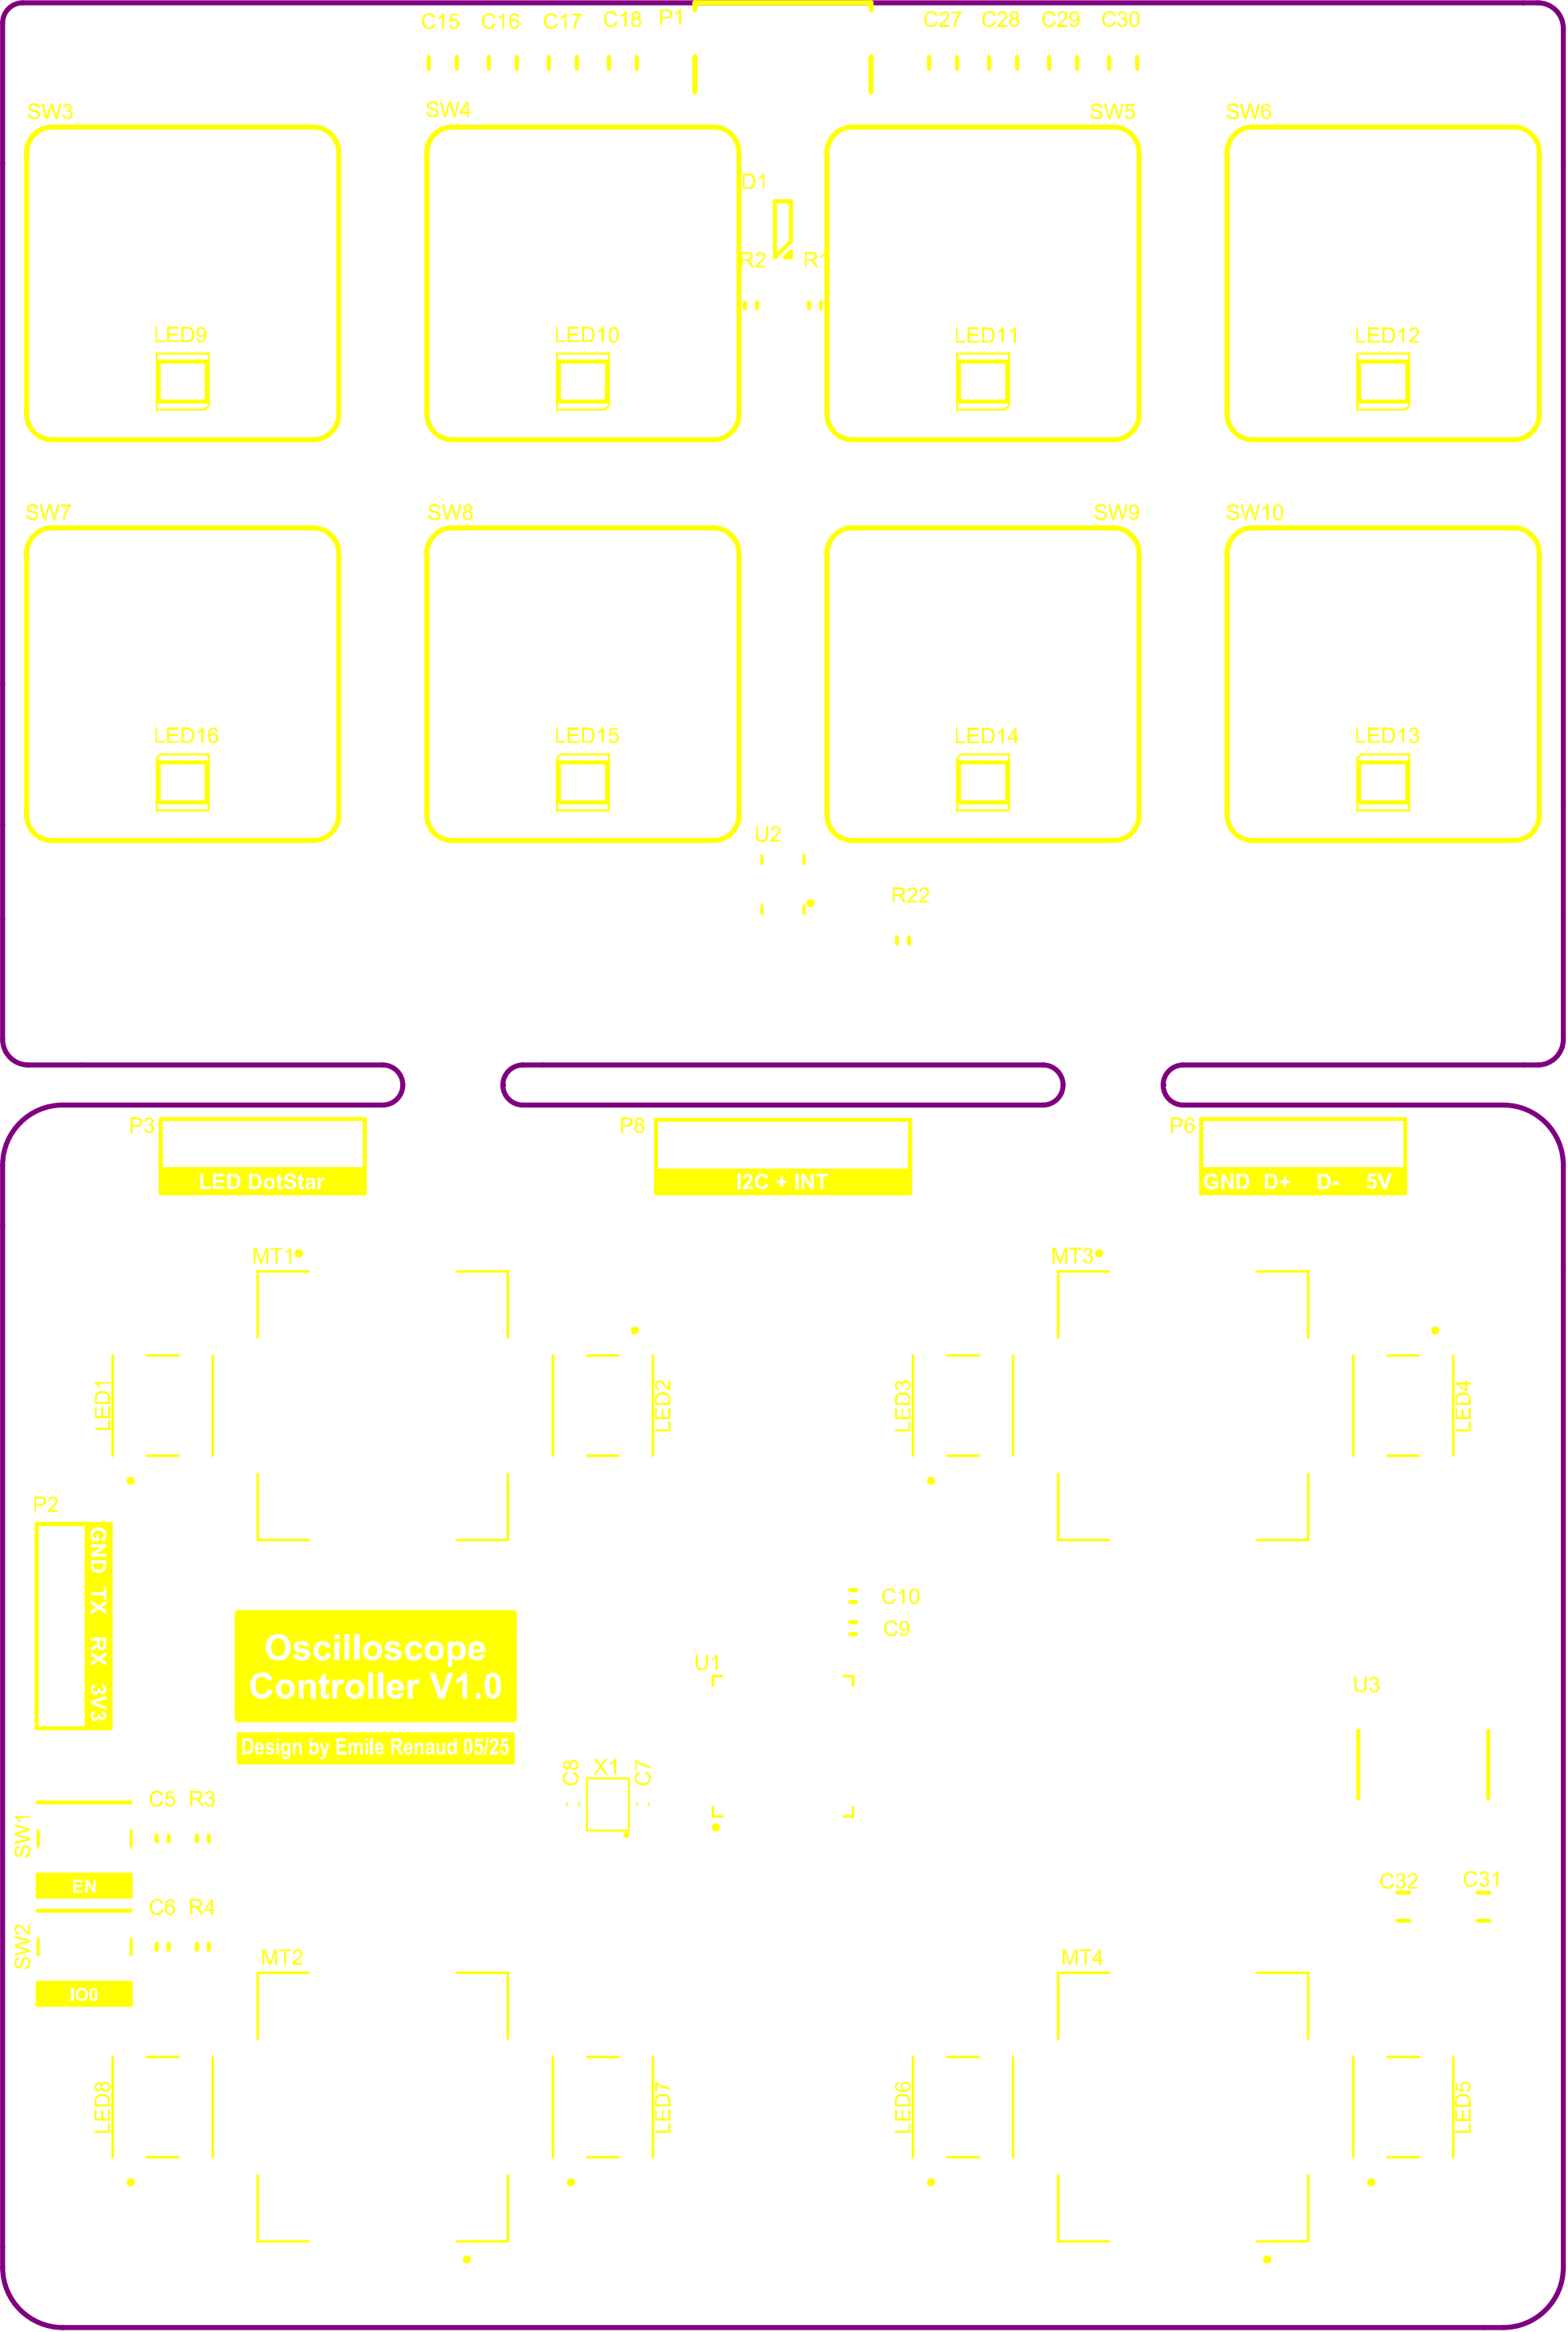 C15 C16 C17 C18 P1 C27 C28 C29 C30
SW3 SW4 SW5 SW6
D1
R2 R1
LED9 LED10 LED11 LED12
SW7 SW8 SW9 SW10
LED16 LED15 LED14 LED13
U2
R22
P3 P8 P6
LED DotStar I2C + INT GND D+ D- 5V
MT1 MT3
LED1 LED2 LED3 LED4
P2
GND TX RX 3V3
C10
C9
Oscilloscope
Controller V1.0
U1
U3
Design by Emile Renaud 05/25
C8 X1 C7
C5 R3
SW1
EN
C32 C31
C6 R4
SW2
IO0
MT2 MT4
LED8 LED7 LED6 LED5